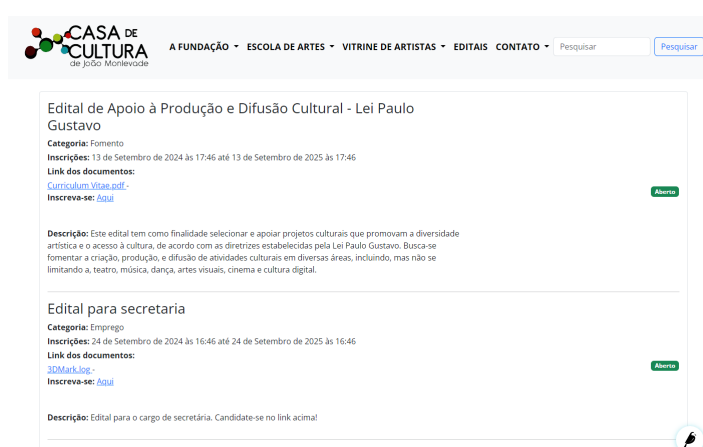 CASA DE
CULTURA
de João Monlevade
A FUNDAÇÃO ESCOLA DE ARTES VITRINE DE ARTISTAS EDITAIS CONTATO Pesquisar Pesquisar
Edital de Apoio à Produção e Difusão Cultural - Lei Paulo
Gustavo
Categoria: Fomento
Inscrições: 13 de Setembro de 2024 às 17:46 até 13 de Setembro de 2025 às 17:46
Link dos documentos:
Curriculum Vitae.pdf -
Aberto
Inscreva-se: Aqui
Descrição: Este edital tem como finalidade selecionar e apoiar projetos culturais que promovam a diversidade
artística e o acesso à cultura, de acordo com as diretrizes estabelecidas pela Lei Paulo Gustavo. Busca-se
fomentar a criação, produção, e difusão de atividades culturais em diversas áreas, incluindo, mas não se
limitando a, teatro, música, dança, artes visuais, cinema e cultura digital.
Edital para secretaria
Categoria: Emprego
Inscrições: 24 de Setembro de 2024 às 16:46 até 24 de Setembro de 2025 às 16:46
Link dos documentos:
3DMark.log -
Aberto
Inscreva-se: Aqui
Descrição: Edital para o cargo de secretária. Candidate-se no link acima!